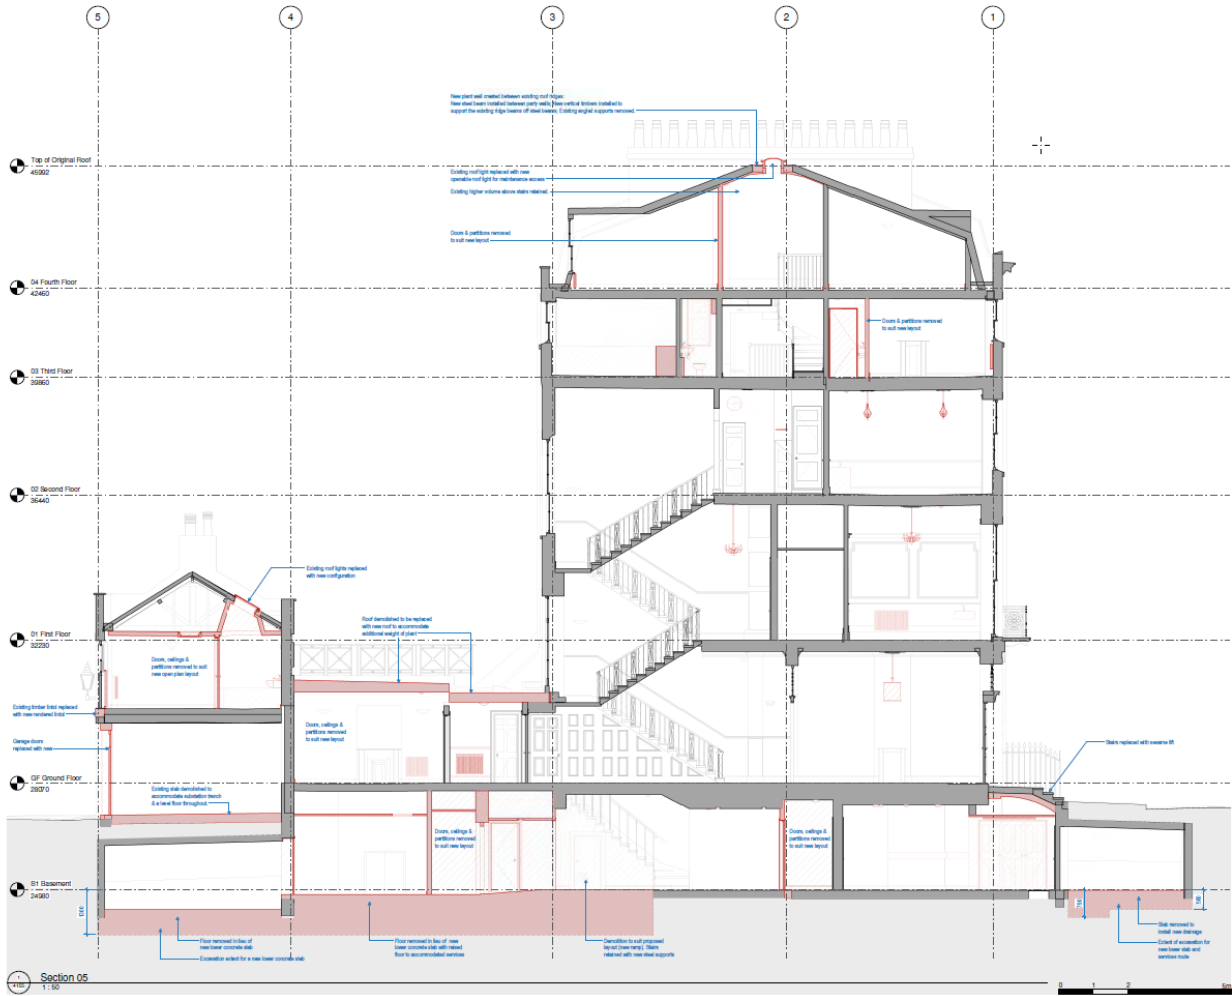 5
4
3
2
1
New plant well created between existing roof ridges:
New steel beam installed between party walls. New vertical timbers installed to
support the existing ridge beams off steel beams. Existing angled supports removed.
Top of Original Roof
45992
Existing roof light replaced with new
openable roof light for maintenance access
Existing higher volume above stairs retained.
Doors & partitions removed
to suit new layout
04 Fourth Floor
42460
Doors & partitions removed
to suit new layout
03 Third Floor
39860
02 Second Floor
36440
Existing roof lights replaced
with new configuration
Roof demolished to be replaced
with new roof to accommodate
additional weight of plant
01 First Floor
32230
Doors, ceilings &
partitions removed to suit
new open plan layout
Existing timber lintol replaced
with new rendered lintol
Doors, ceilings &
partitions removed
to suit new layout
Garage doors
replaced with new
Stairs replaced with sesame lift
GF Ground Floor
28070
Existing slab demolished to
accommodate substation trench
& a level floor throughout.
Doors, ceilings &
partitions removed
to suit new layout
Doors, ceilings &
partitions removed
to suit new layout
B1 Basement
24980
Floor removed in lieu of
new lower concrete slab
Excavation extent for a new lower concrete slab
Floor removed in lieu of new
lower concrete slab with raised
floor to accommodated services
Demolition to suit proposed
layout (new ramp). Stairs
retained with new steel supports
Slab removed to
install new drainage
Extent of excavation for
new lower slab and
services route
1
4155
Section 05
1 : 50
0 1 2